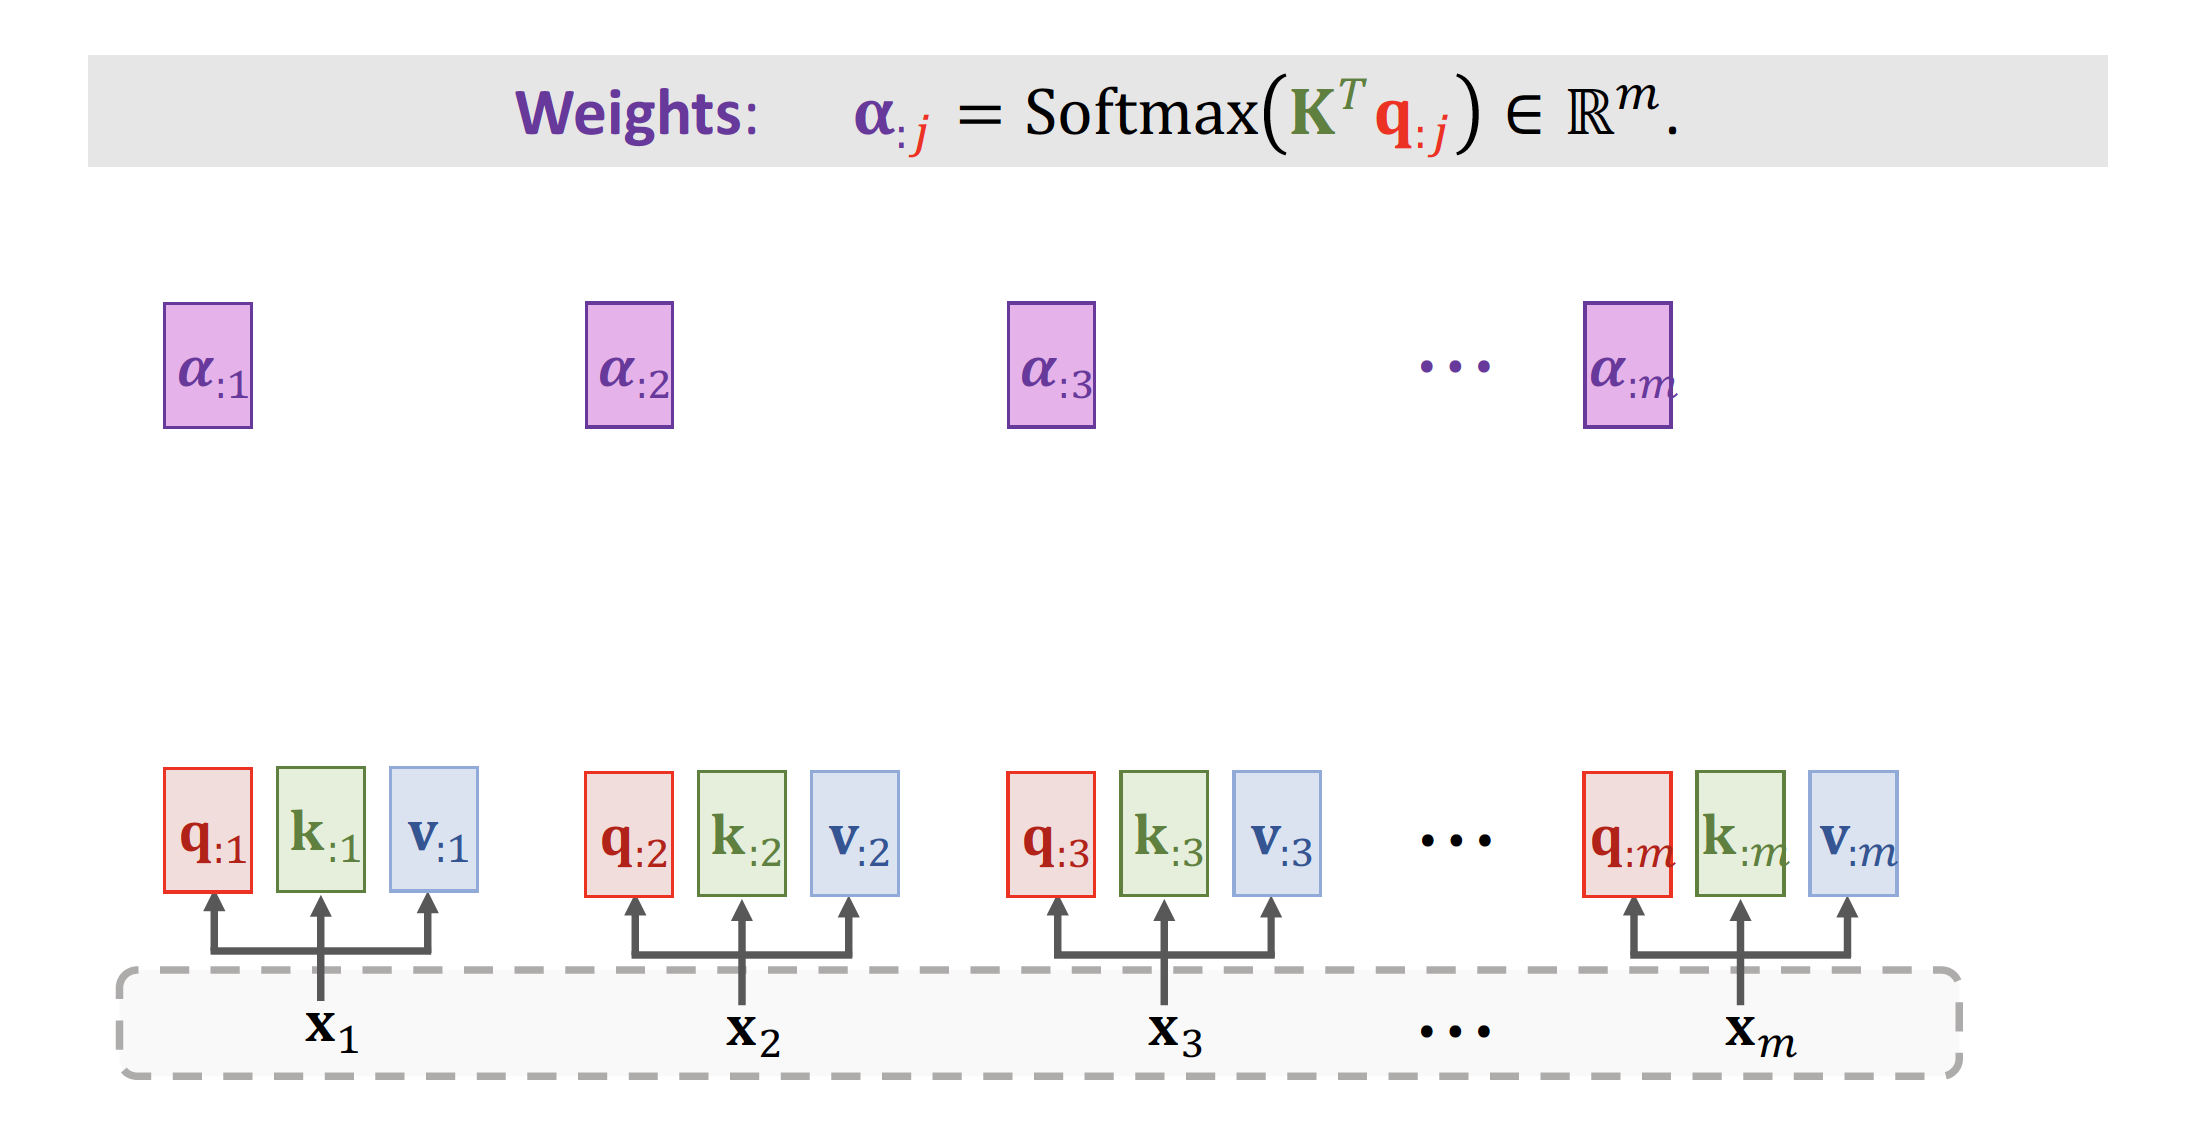 Weights: α:j = Softmax(K^T q:j) ∈ ℝ^m.
α:1 α:2 α:3 ··· α:m
q:1 k:1 v:1 q:2 k:2 v:2 q:3 k:3 v:3 ··· q:m k:m v:m
x1 x2 x3 ··· xm